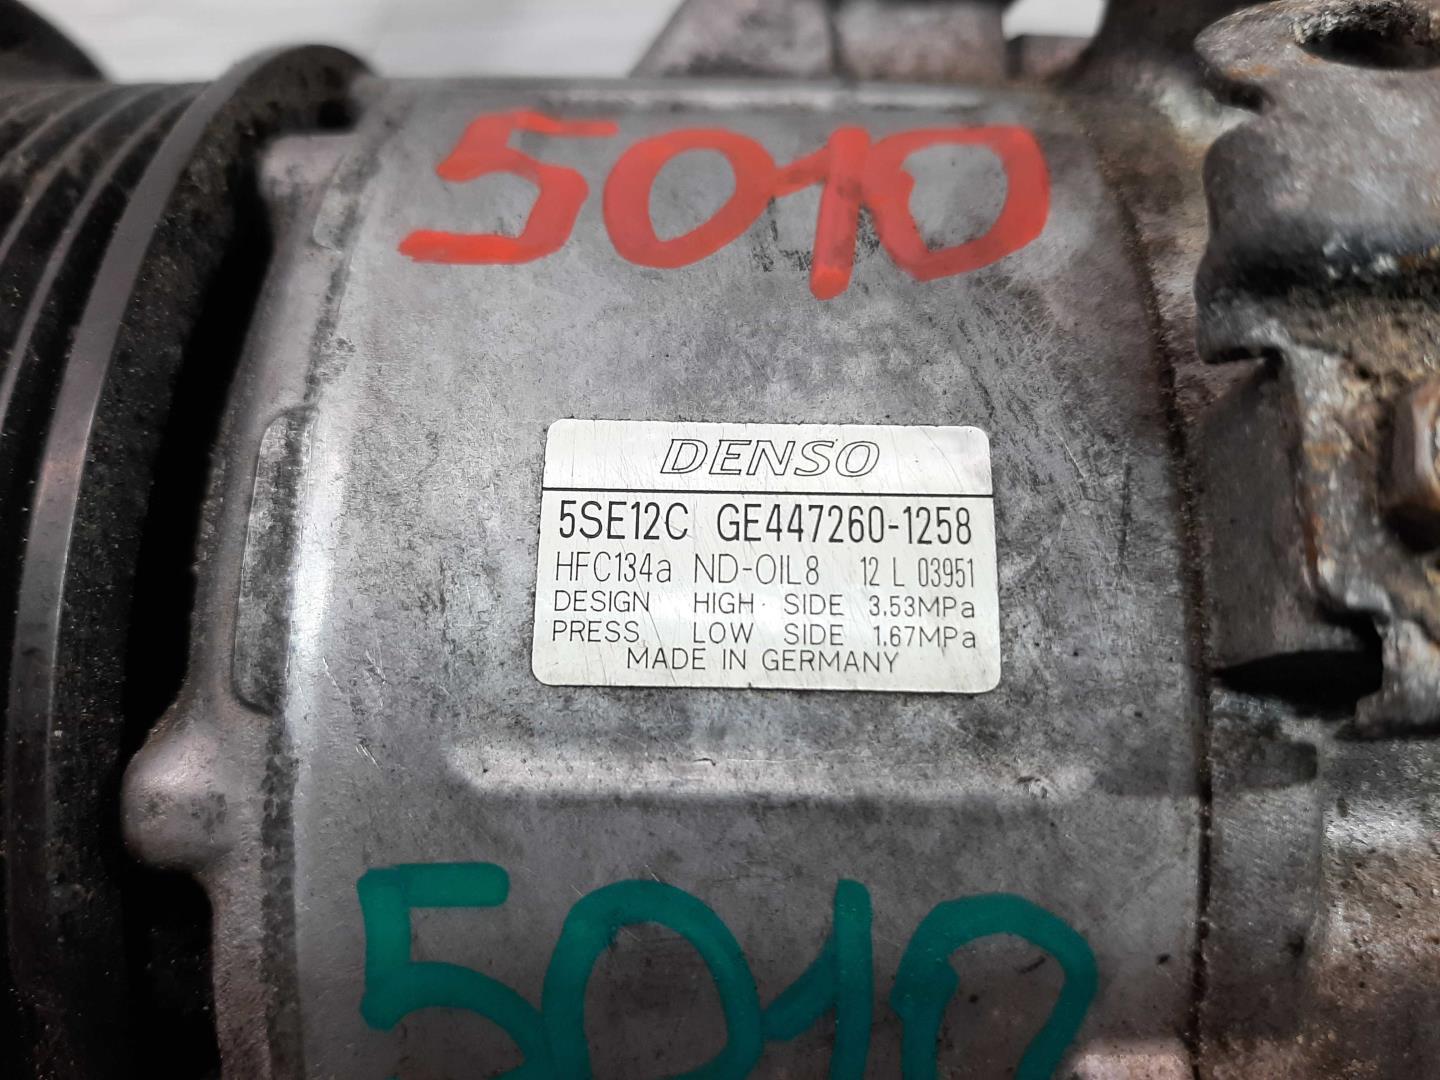 5010
DENSO
5SE12C GE447260-1258
HFC134a ND-OIL8 12 L 03951
DESIGN HIGH SIDE 3.53MPa
PRESS LOW SIDE 1.67MPa
MADE IN GERMANY
5010